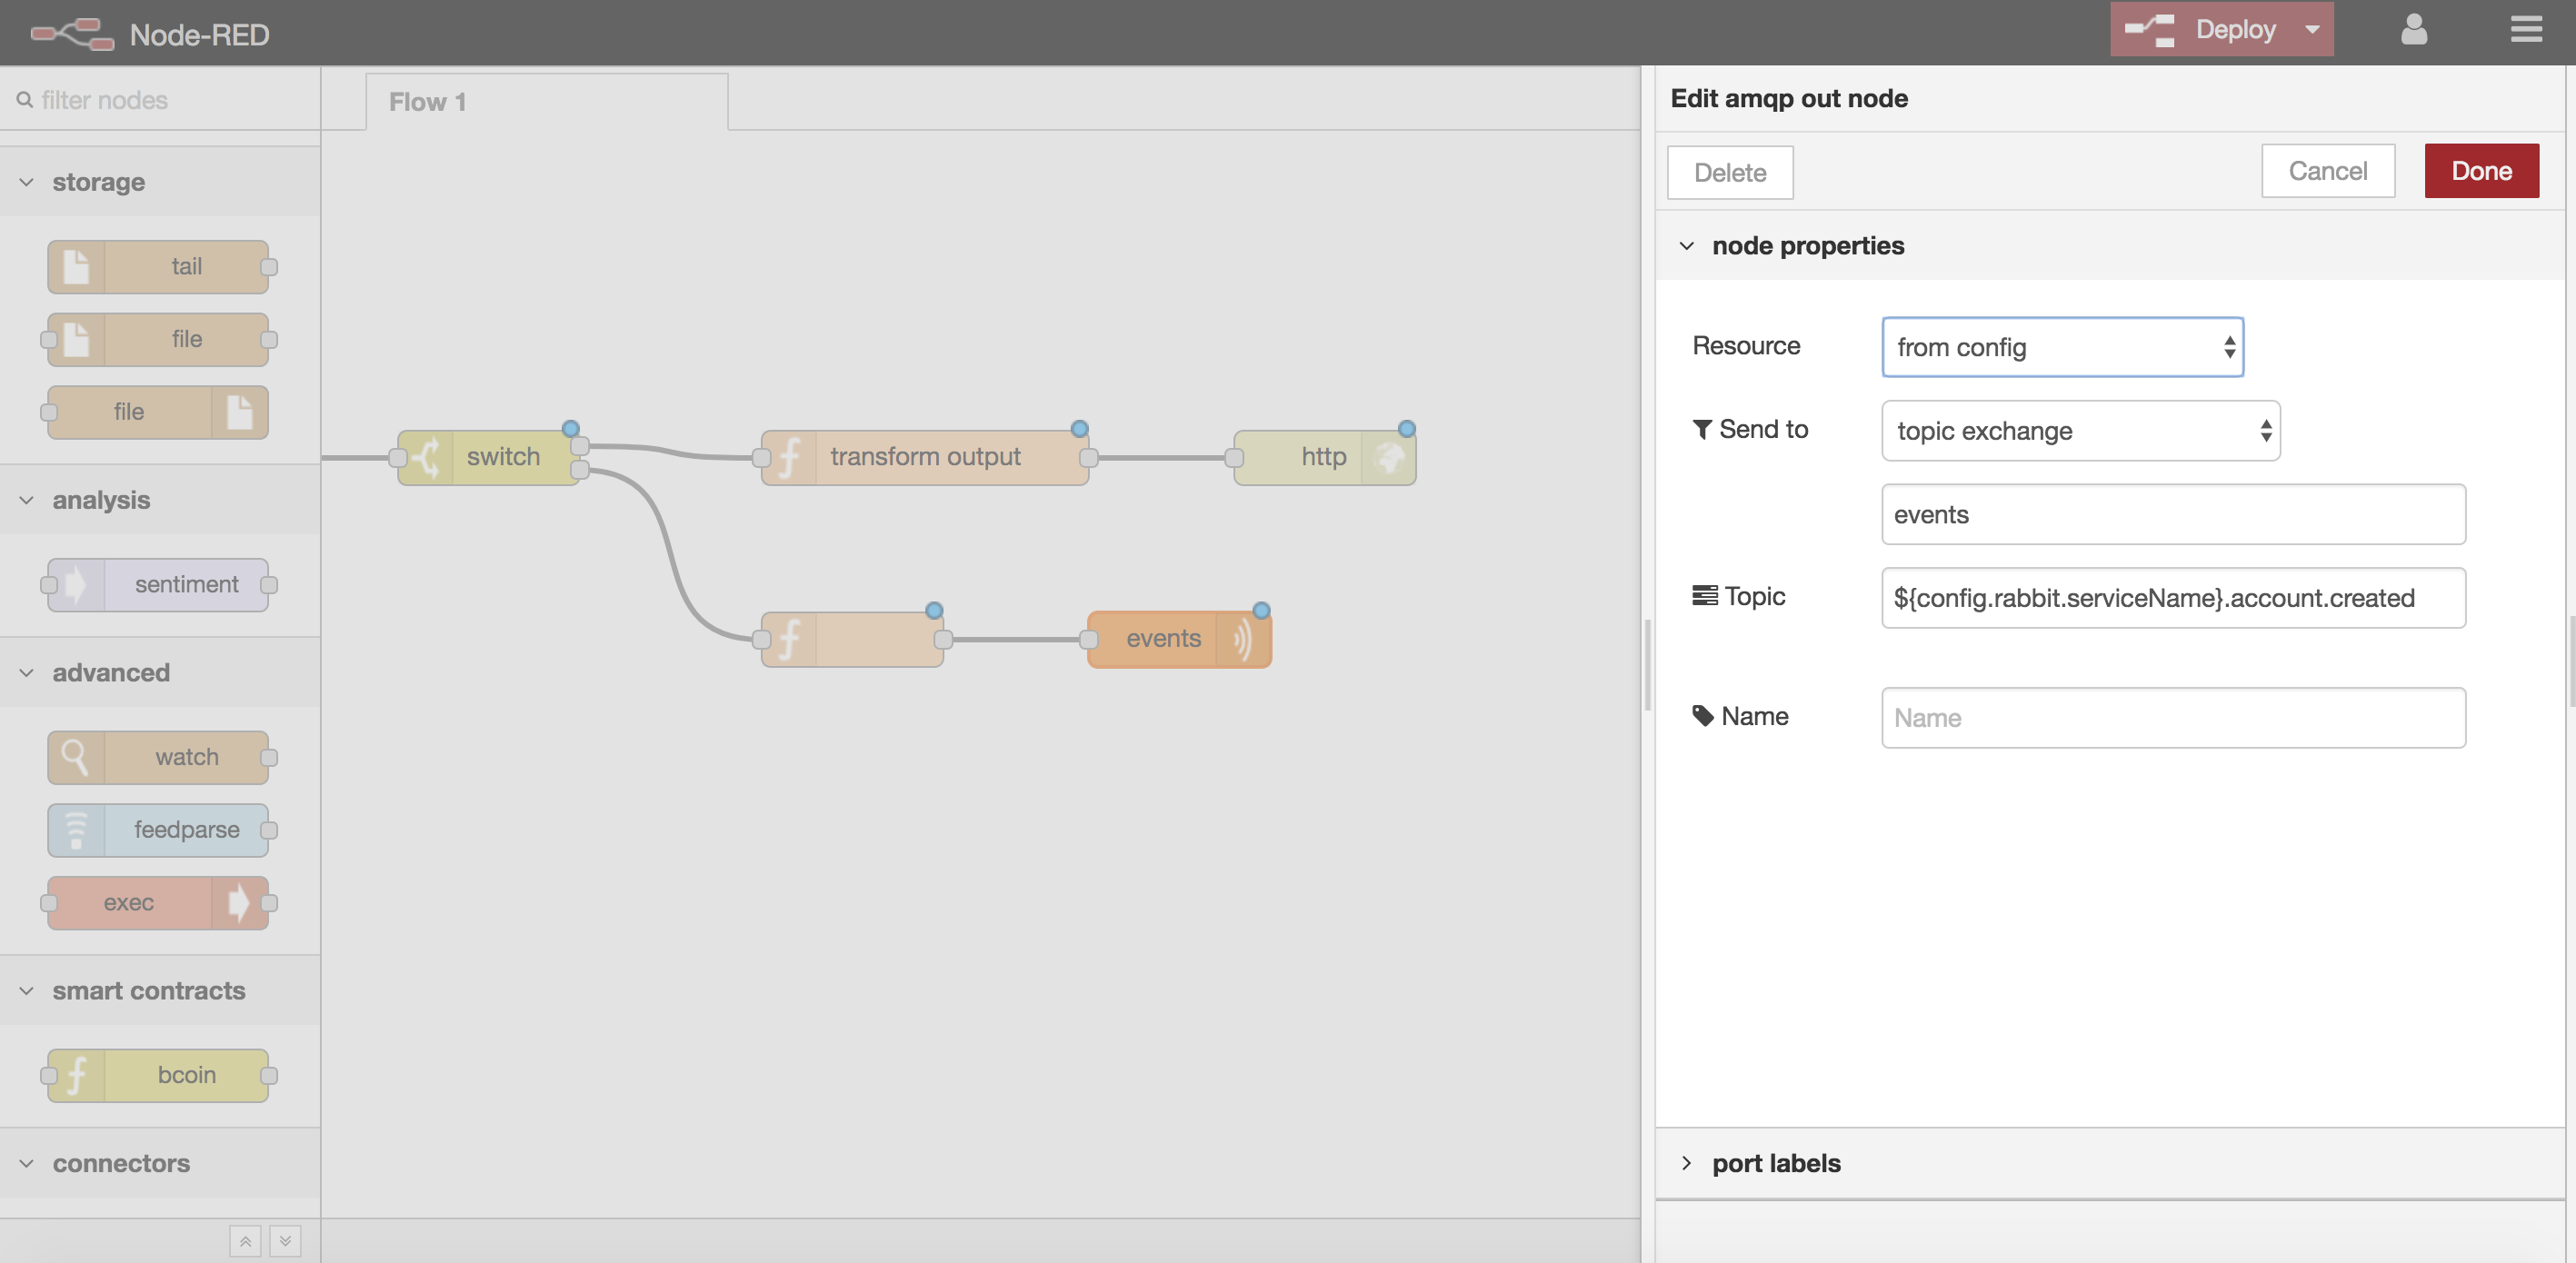 Node-RED
Deploy
filter nodes
storage
tail
file
file
analysis
sentiment
advanced
watch
feedparse
exec
smart contracts
bcoin
connectors
Flow 1
switch
transform output
http
events
Edit amqp out node
Delete
Cancel
Done
node properties
Resource
from config
Send to
topic exchange
events
Topic
${config.rabbit.serviceName}.account.created
Name
Name
port labels